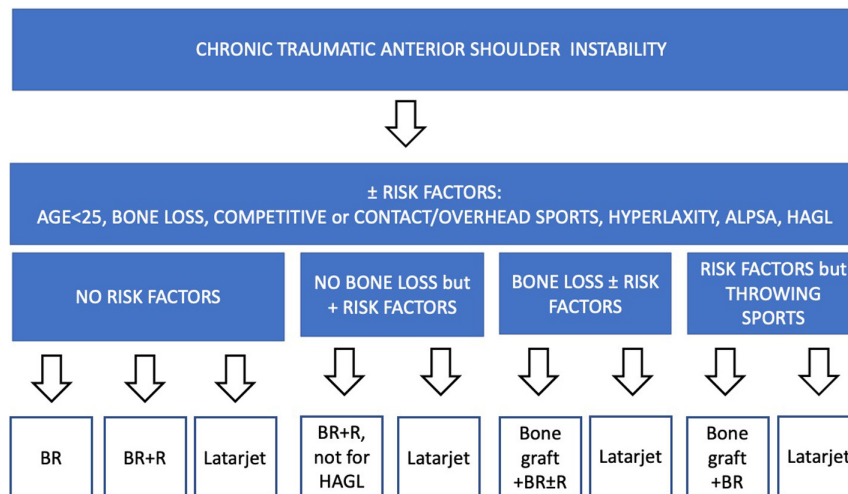 CHRONIC TRAUMATIC ANTERIOR SHOULDER INSTABILITY
± RISK FACTORS:
AGE<25, BONE LOSS, COMPETITIVE or CONTACT/OVERHEAD SPORTS, HYPERLAXITY, ALPSA, HAGL
NO RISK FACTORS
NO BONE LOSS but
+ RISK FACTORS
BONE LOSS ± RISK
FACTORS
RISK FACTORS but
THROWING
SPORTS
BR
BR+R
Latarjet
BR+R,
not for
HAGL
Latarjet
Bone
graft
+BR±R
Latarjet
Bone
graft
+BR
Latarjet